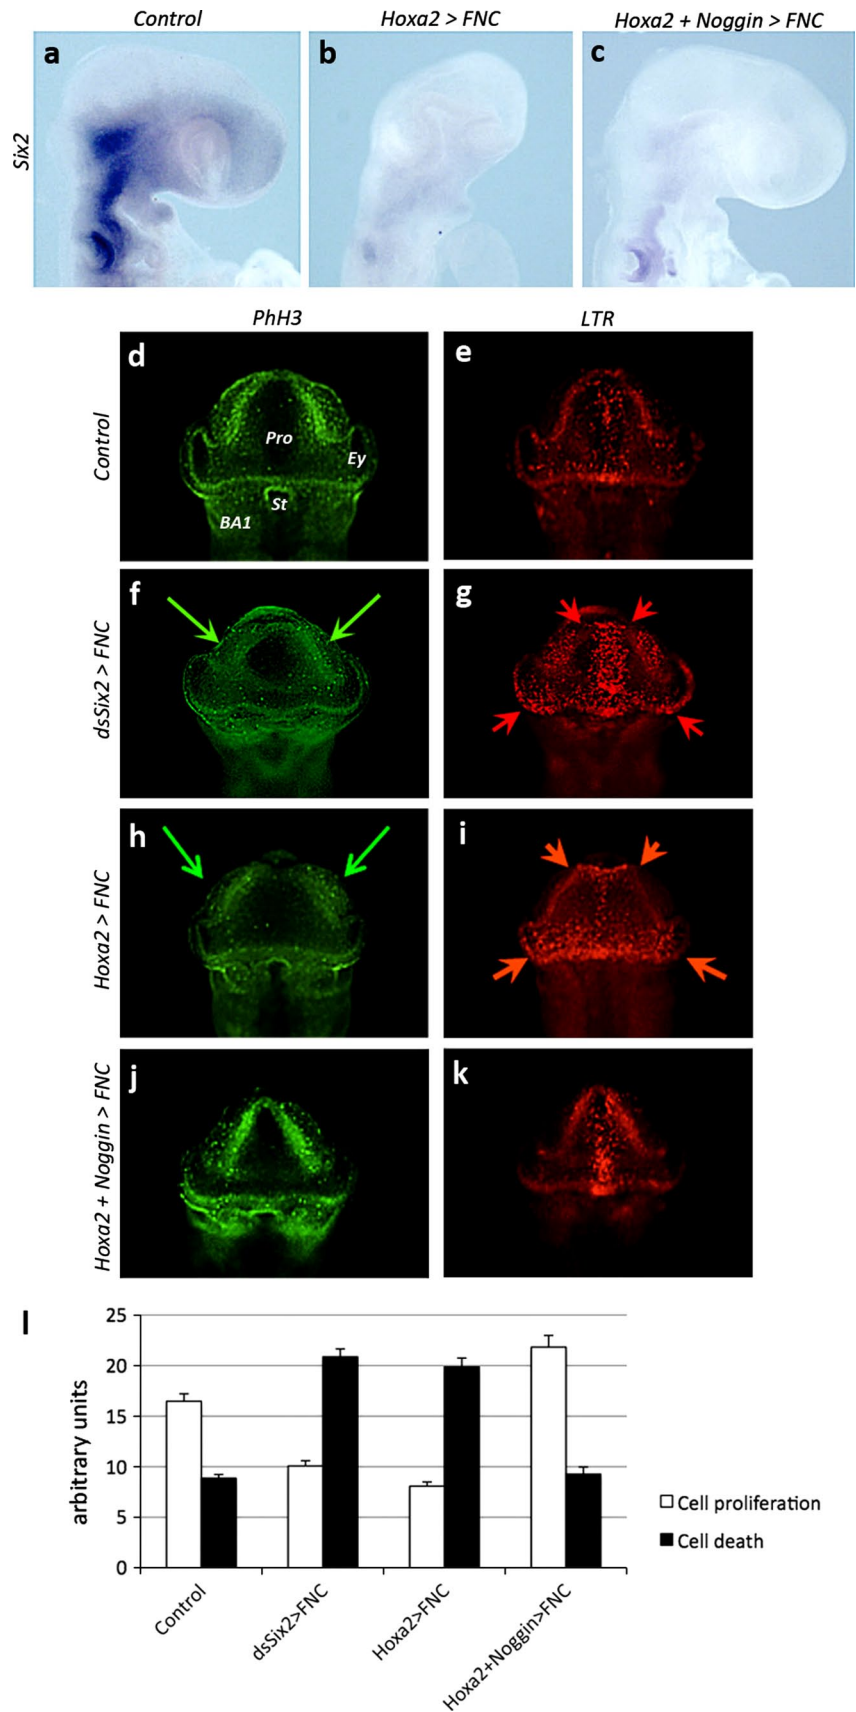 Control
Hoxa2 > FNC
Hoxa2 + Noggin > FNC
Six2
a
b
c
PhH3
LTR
Control
d
Pro
Ey
St
BA1
e
dsSix2 > FNC
f
g
Hoxa2 > FNC
h
i
Hoxa2 + Noggin > FNC
j
k
l
arbitrary units
25
20
15
10
5
0
Control
dsSix2>FNC
Hoxa2>FNC
Hoxa2+Noggin>FNC
Cell proliferation
Cell death